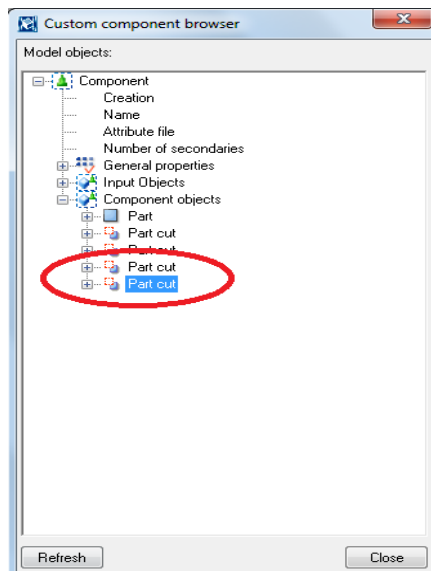 Custom component browser
Model objects:
Component
Creation
Name
Attribute file
Number of secondaries
General properties
Input Objects
Component objects
Part
Part cut
Part cut
Part cut
Part cut
Refresh
Close